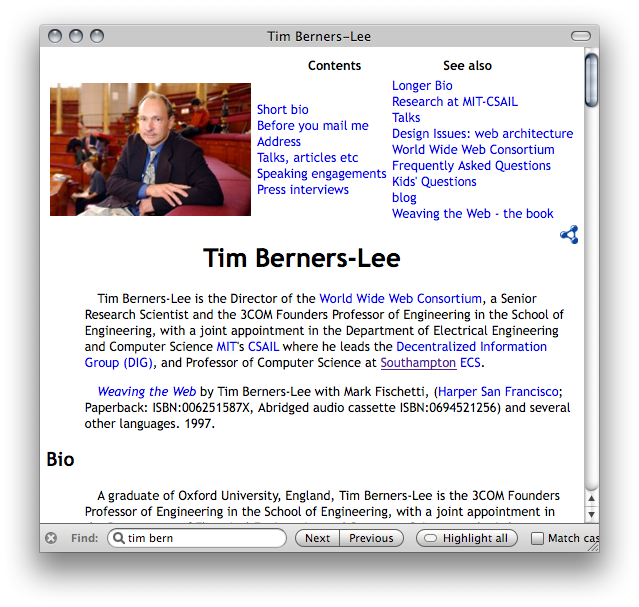 Tim Berners-Lee
Contents
See also
Short bio
Before you mail me
Address
Talks, articles etc
Speaking engagements
Press interviews
Longer Bio
Research at MIT-CSAIL
Talks
Design Issues: web architecture
World Wide Web Consortium
Frequently Asked Questions
Kids' Questions
blog
Weaving the Web - the book
Tim Berners-Lee
Tim Berners-Lee is the Director of the World Wide Web Consortium, a Senior
Research Scientist and the 3COM Founders Professor of Engineering in the School of
Engineering, with a joint appointment in the Department of Electrical Engineering
and Computer Science MIT's CSAIL where he leads the Decentralized Information
Group (DIG), and Professor of Computer Science at Southampton ECS.
Weaving the Web by Tim Berners-Lee with Mark Fischetti, (Harper San Francisco;
Paperback: ISBN:006251587X, Abridged audio cassette ISBN:0694521256) and several
other languages. 1997.
Bio
A graduate of Oxford University, England, Tim Berners-Lee is the 3COM Founders
Professor of Engineering in the School of Engineering, with a joint appointment in
Find: tim bern Next Previous Highlight all Match cas